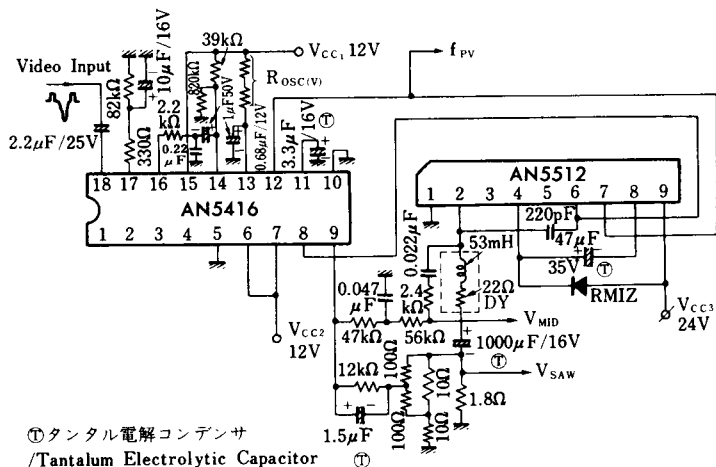 39kΩ
VCC1 12V
fPV
10μF/16V
Video Input
820kΩ
ROSC(V)
82kΩ
2.2
kΩ
1μF50V
0.68μF/12V
3.3μF
/16V
Ⓣ
2.2μF/25V
330Ω
0.22
μF
18 17 16 15 14 13 12 11 10
AN5416
1 2 3 4 5 6 7 8 9
AN5512
1 2 3 4 5 6 7 8 9
220pF
47μF
35V
Ⓣ
RMIZ
VCC3
24V
0.022μF
53mH
22Ω
DY
0.047
μF
2.4
kΩ
VMID
47kΩ
56kΩ
1000μF/16V
Ⓣ
VCC2
12V
100Ω
12kΩ
10Ω
VSAW
1.8Ω
1.5μF
Ⓣ
100Ω
10Ω
Ⓣタンタル電解コンデンサ
/Tantalum Electrolytic Capacitor